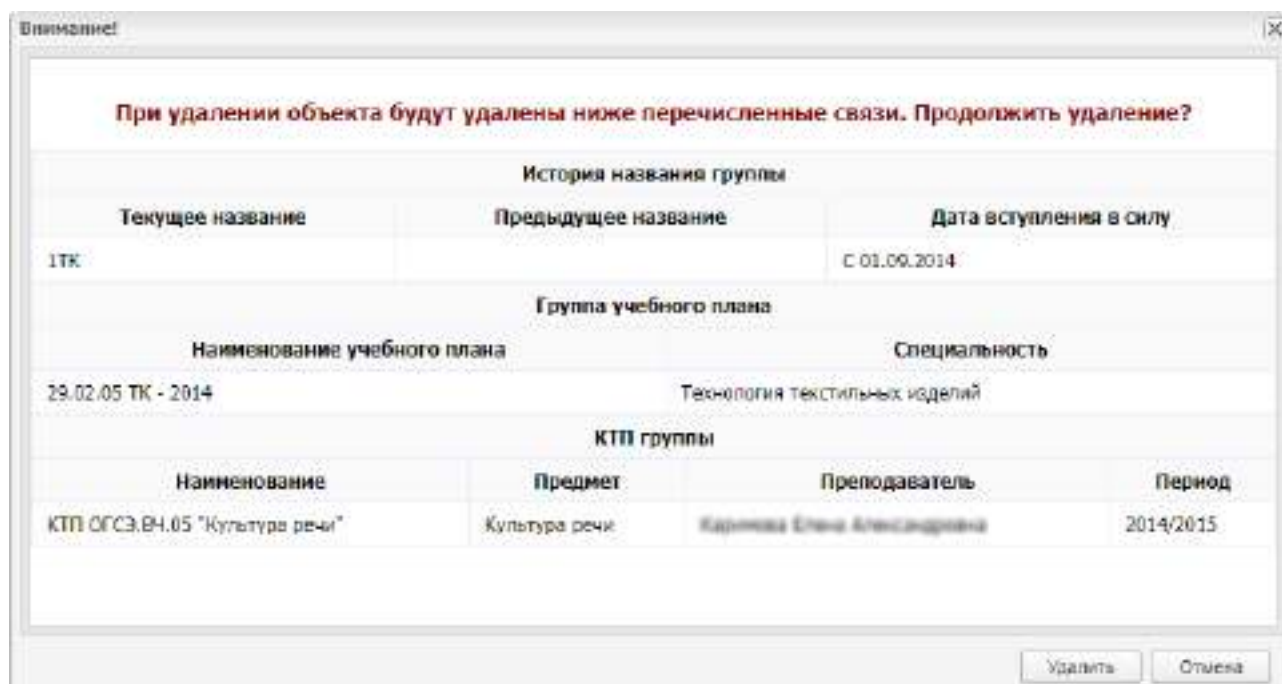 Внимание!
При удалении объекта будут удалены ниже перечисленные связи. Продолжить удаление?
История названия группы
Текущее название Предыдущее название Дата вступления в силу
1ТК С 01.09.2014
Группа учебного плана
Наименование учебного плана Специальность
29.02.05 ТК - 2014 Технология текстильных изделий
КТП группы
Наименование Предмет Преподаватель Период
КТП ОГСЭ.ВЧ.05 "Культура речи" Культура речи 2014/2015
Удалить Отмена